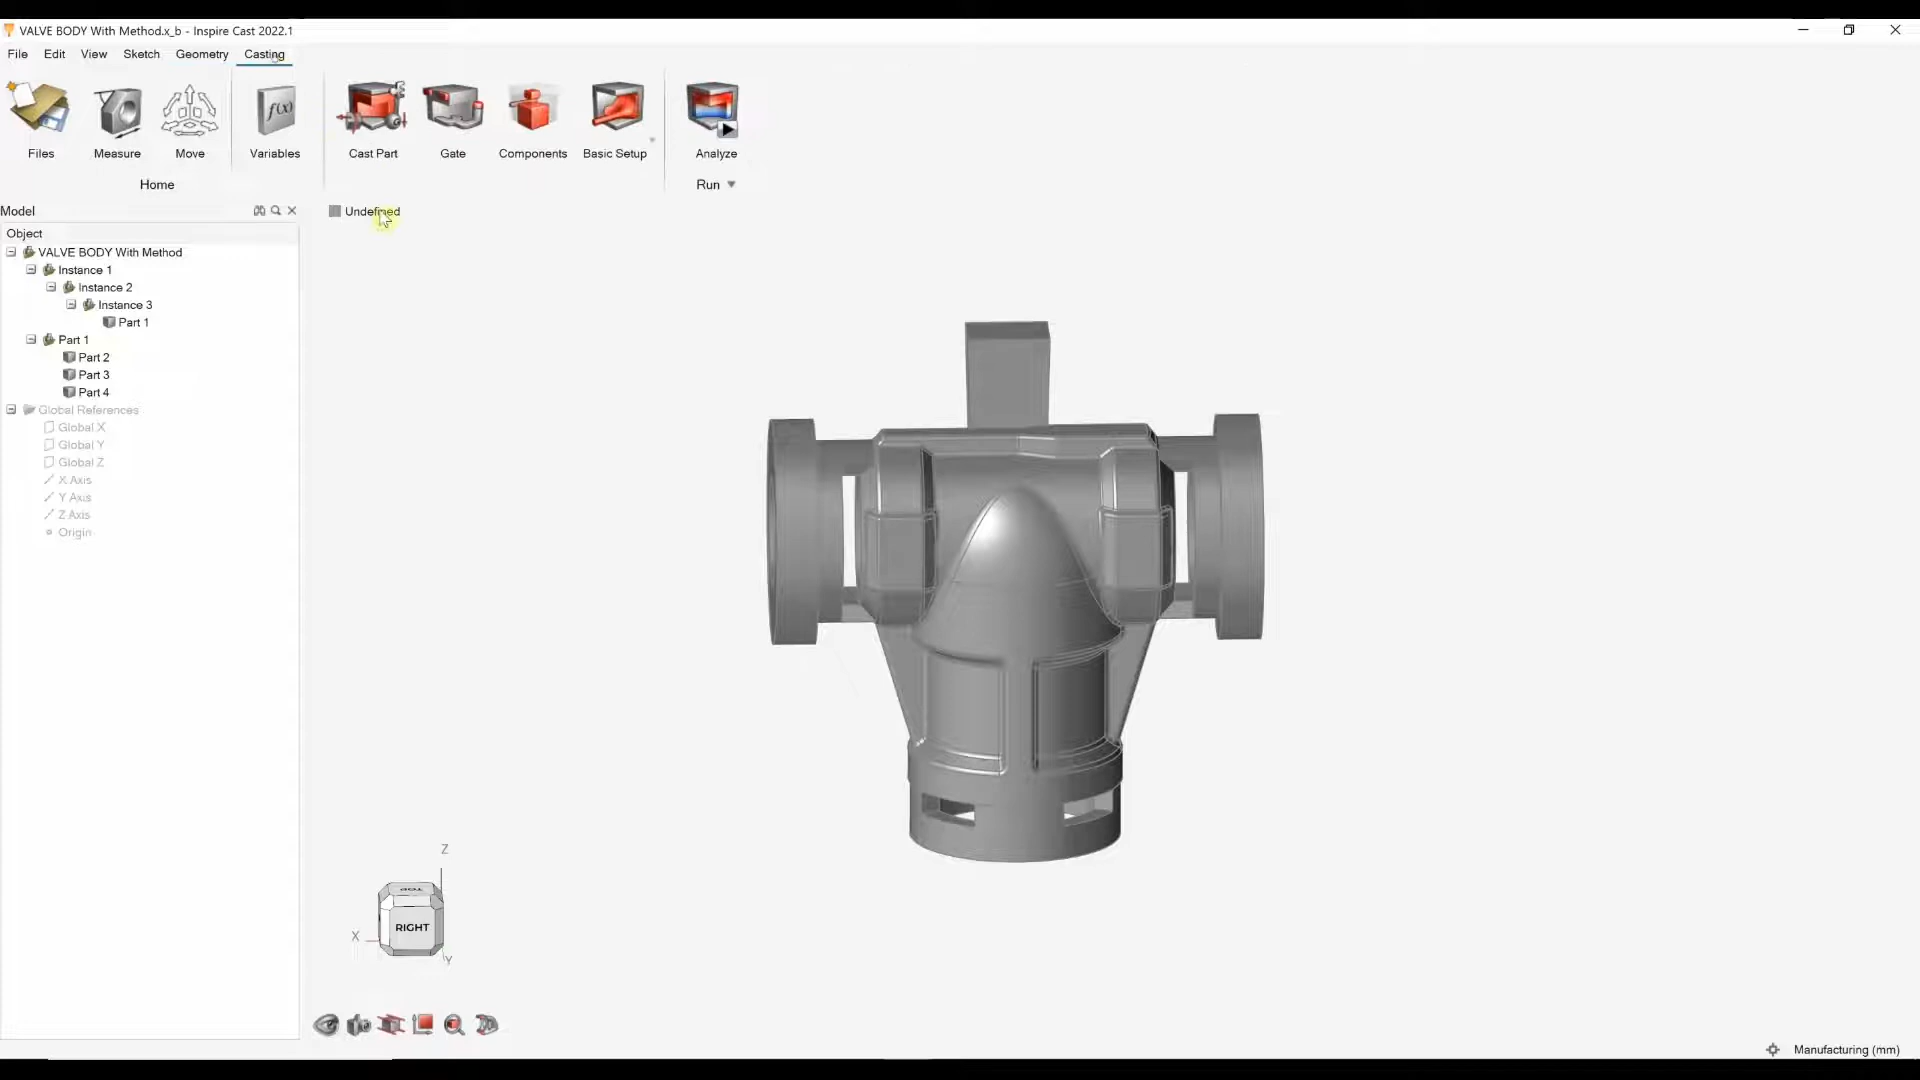 VALVE BODY With Method.x_b - Inspire Cast 2022.1
File Edit View Sketch Geometry Casting
Files Measure Move Variables Cast Part Gate Components Basic Setup Analyze
f(x)
Home Run
Model
Undefined
Object
VALVE BODY With Method
Instance 1
Instance 2
Instance 3
Part 1
Part 1
Part 2
Part 3
Part 4
Global References
Global X
Global Y
Global Z
X Axis
Y Axis
Z Axis
Origin
Z
TOP
RIGHT
X
Y
Manufacturing (mm)